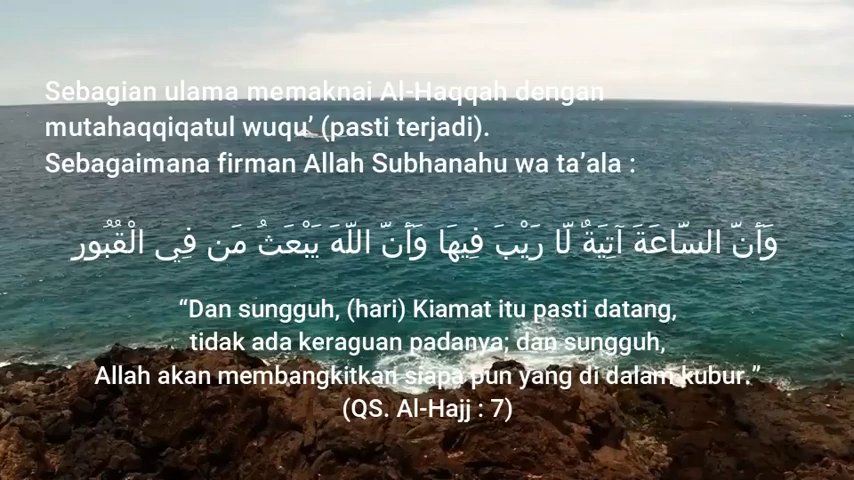 Sebagian ulama memaknai Al-Haqqah dengan
mutahaqqiqatul wuqu’ (pasti terjadi).
Sebagaimana firman Allah Subhanahu wa ta’ala :
وَأَنَّ السَّاعَةَ آتِيَةٌ لَّا رَيْبَ فِيهَا وَأَنَّ اللَّهَ يَبْعَثُ مَن فِي الْقُبُور
“Dan sungguh, (hari) Kiamat itu pasti datang,
tidak ada keraguan padanya; dan sungguh,
Allah akan membangkitkan siapa pun yang di dalam kubur.”
(QS. Al-Hajj : 7)